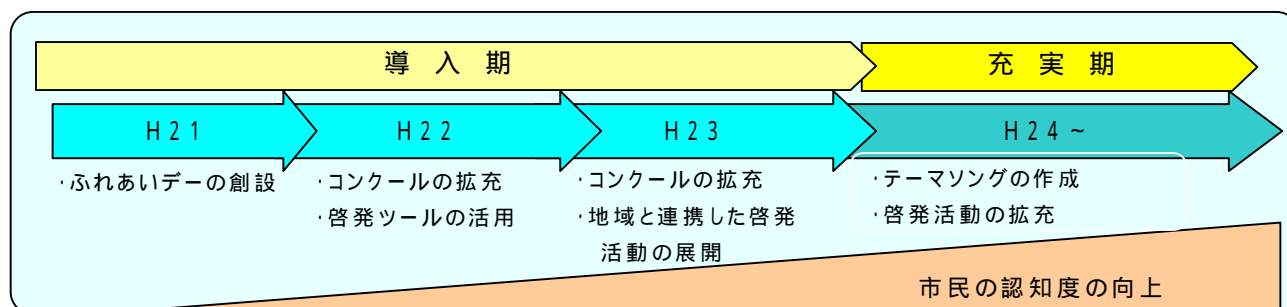 導入期
充実期
H21
H22
H23
H24~
･ふれあいデーの創設
･コンクールの拡充
･啓発ツールの活用
･コンクールの拡充
･地域と連携した啓発
活動の展開
･テーマソングの作成
･啓発活動の拡充
市民の認知度の向上